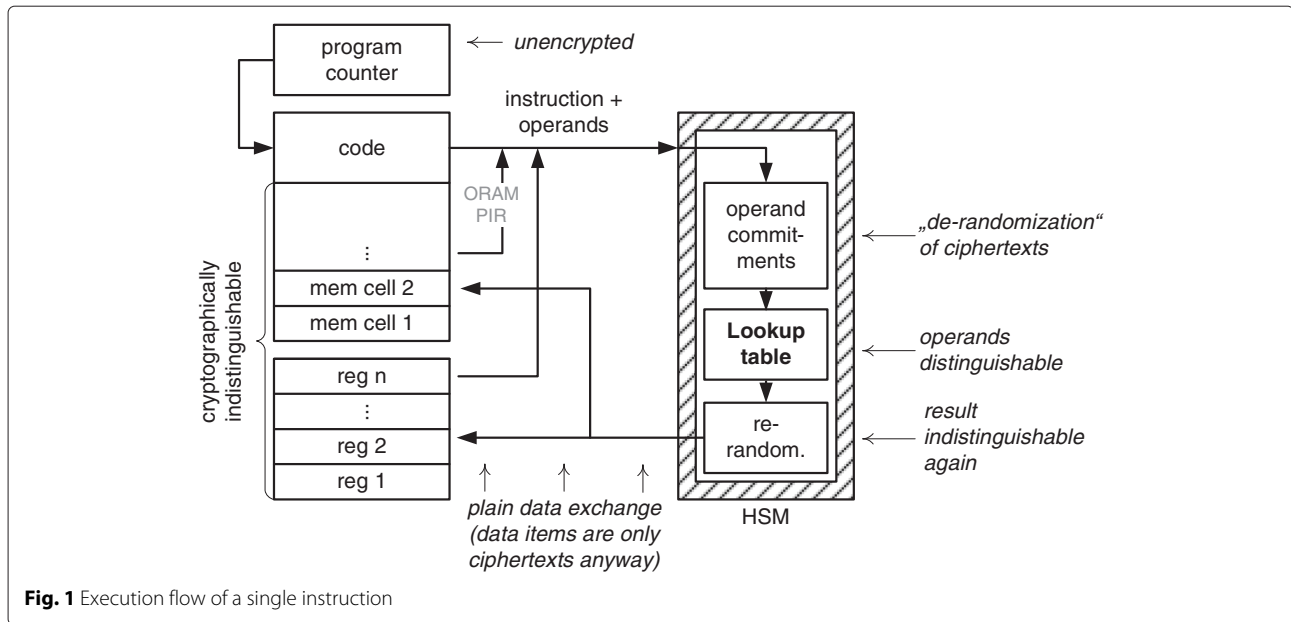 program
counter
← unencrypted
instruction +
operands
code
ORAM
PIR
...
mem cell 2
mem cell 1
reg n
...
reg 2
reg 1
cryptographically
indistinguishable
operand
commit-
ments
Lookup
table
re-
random.
HSM
← „de-randomization“
of ciphertexts
← operands
distinguishable
← result
indistinguishable
again
↑ ↑ ↑
plain data exchange
(data items are only
ciphertexts anyway)
Fig. 1 Execution flow of a single instruction